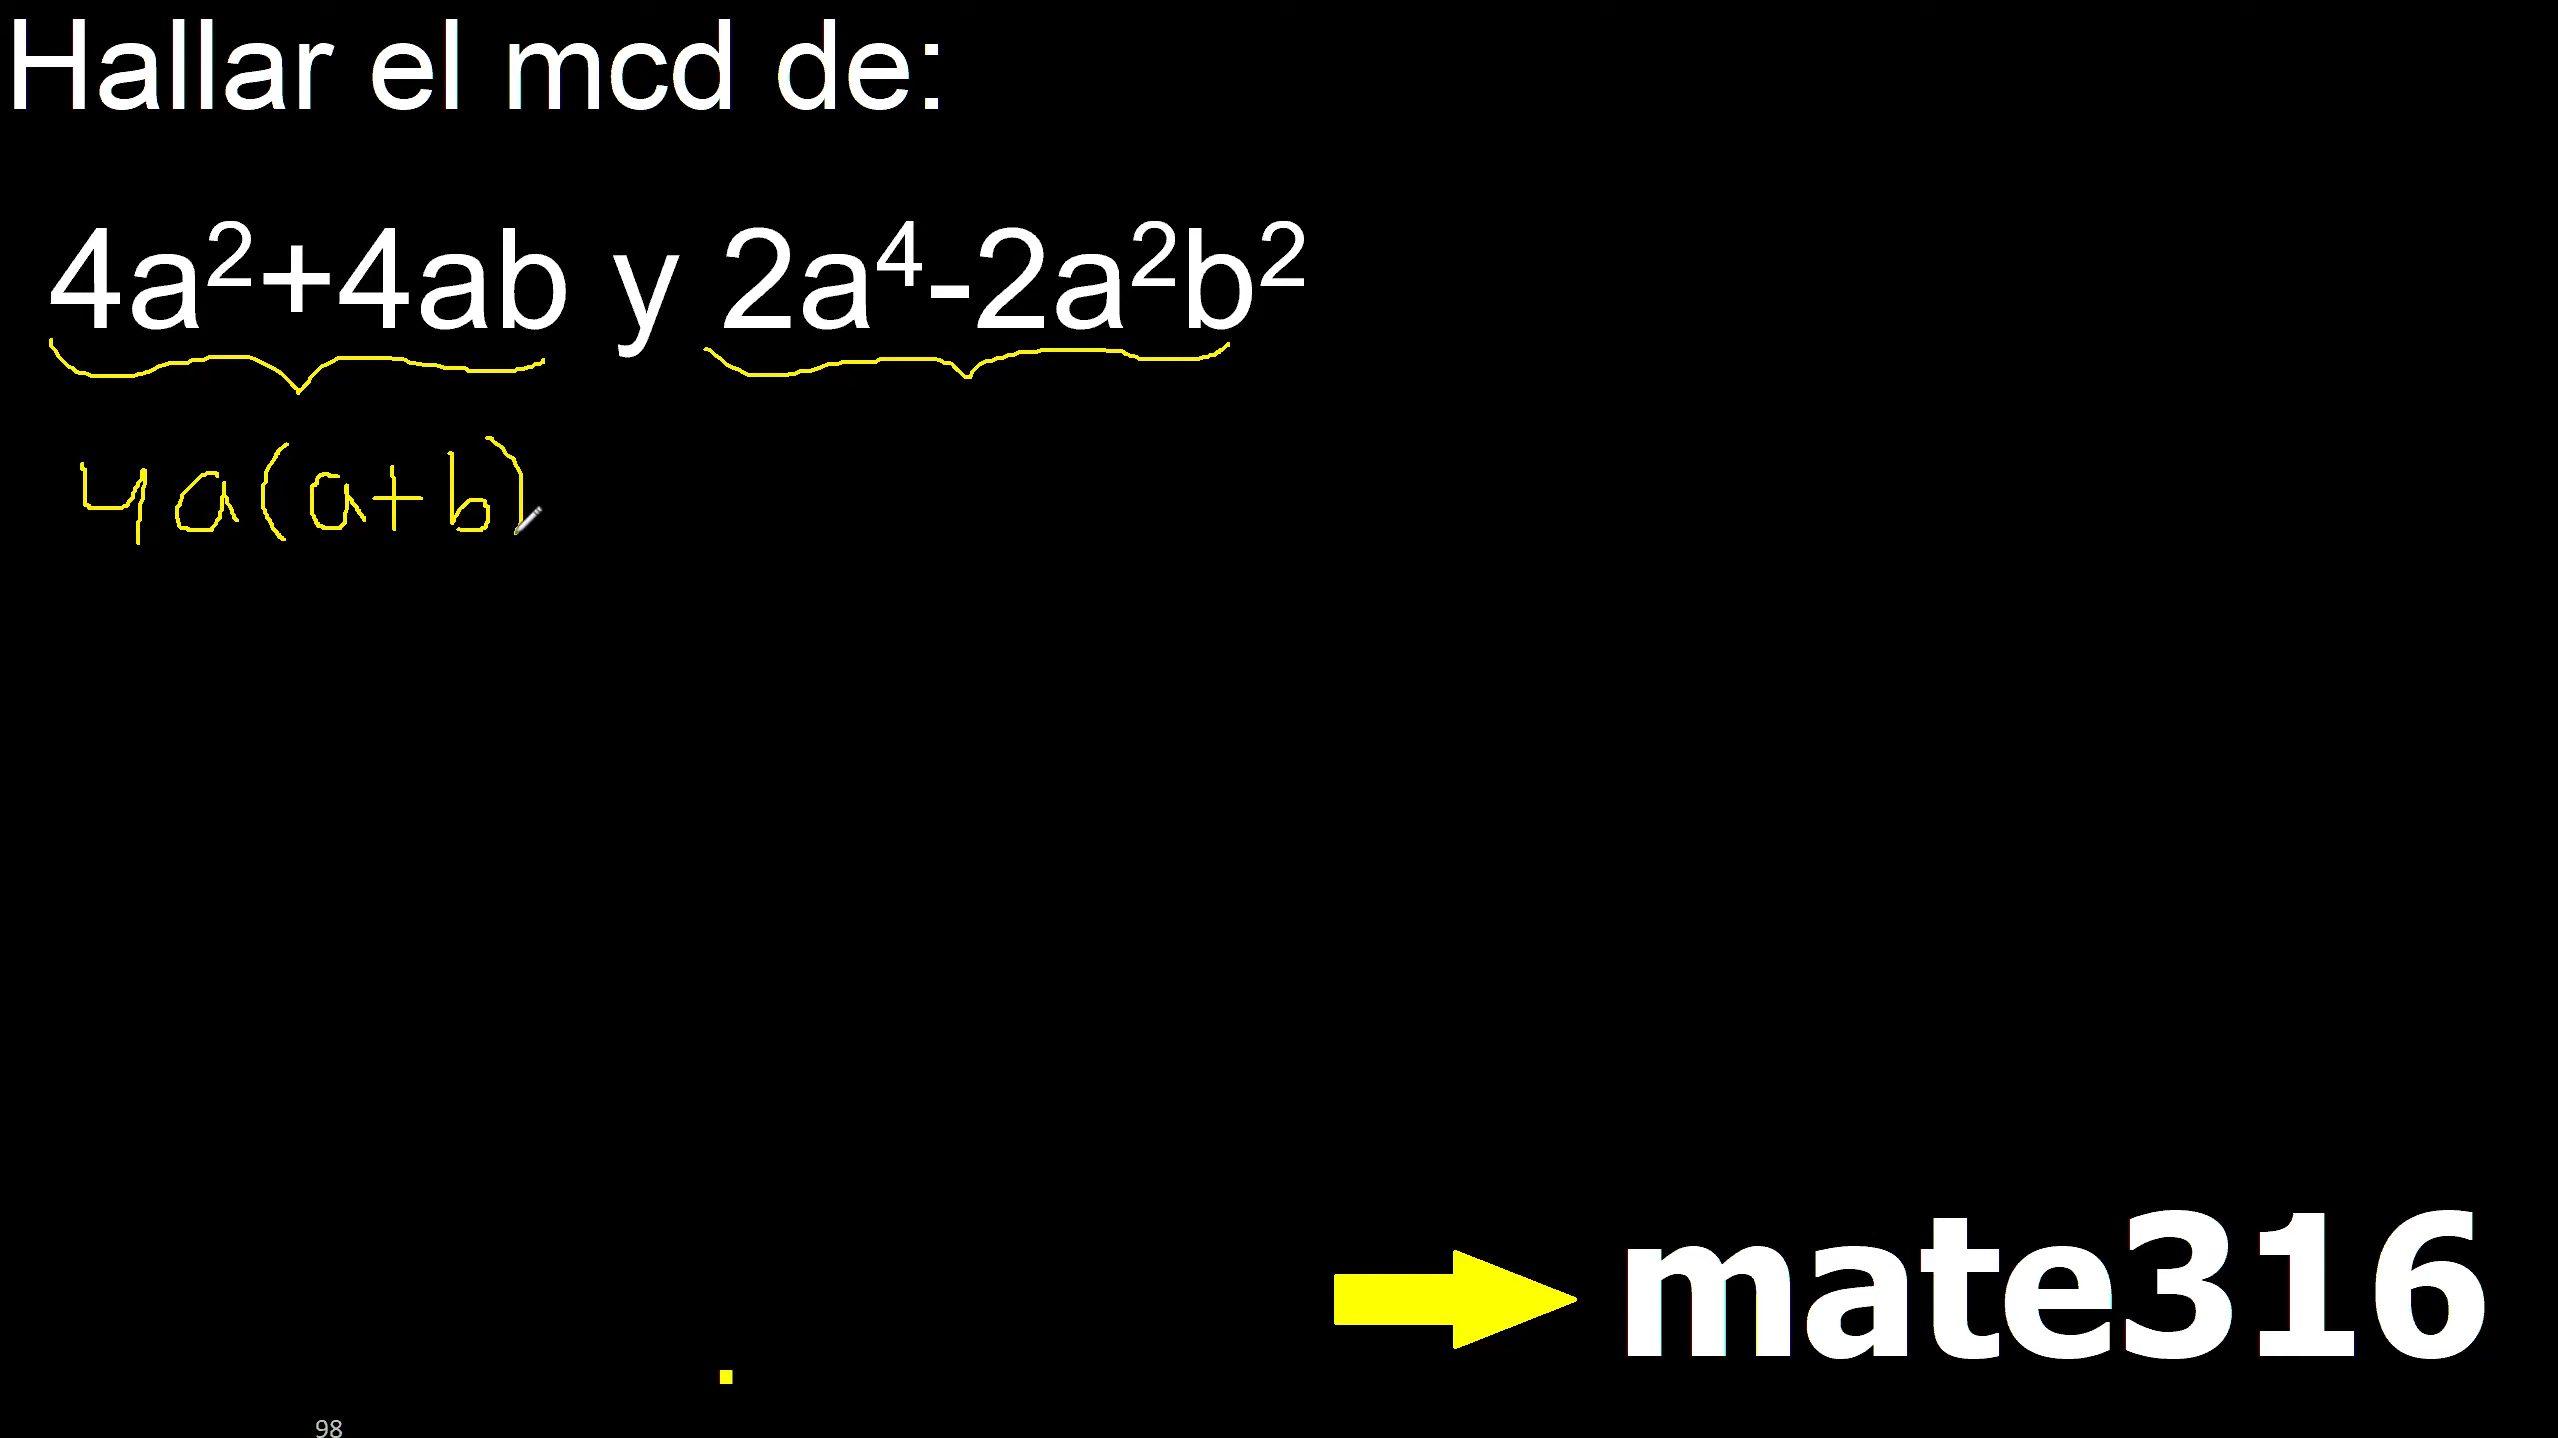 Hallar el mcd de:
4a²+4ab y 2a⁴-2a²b²
4a(a+b)
mate316
98